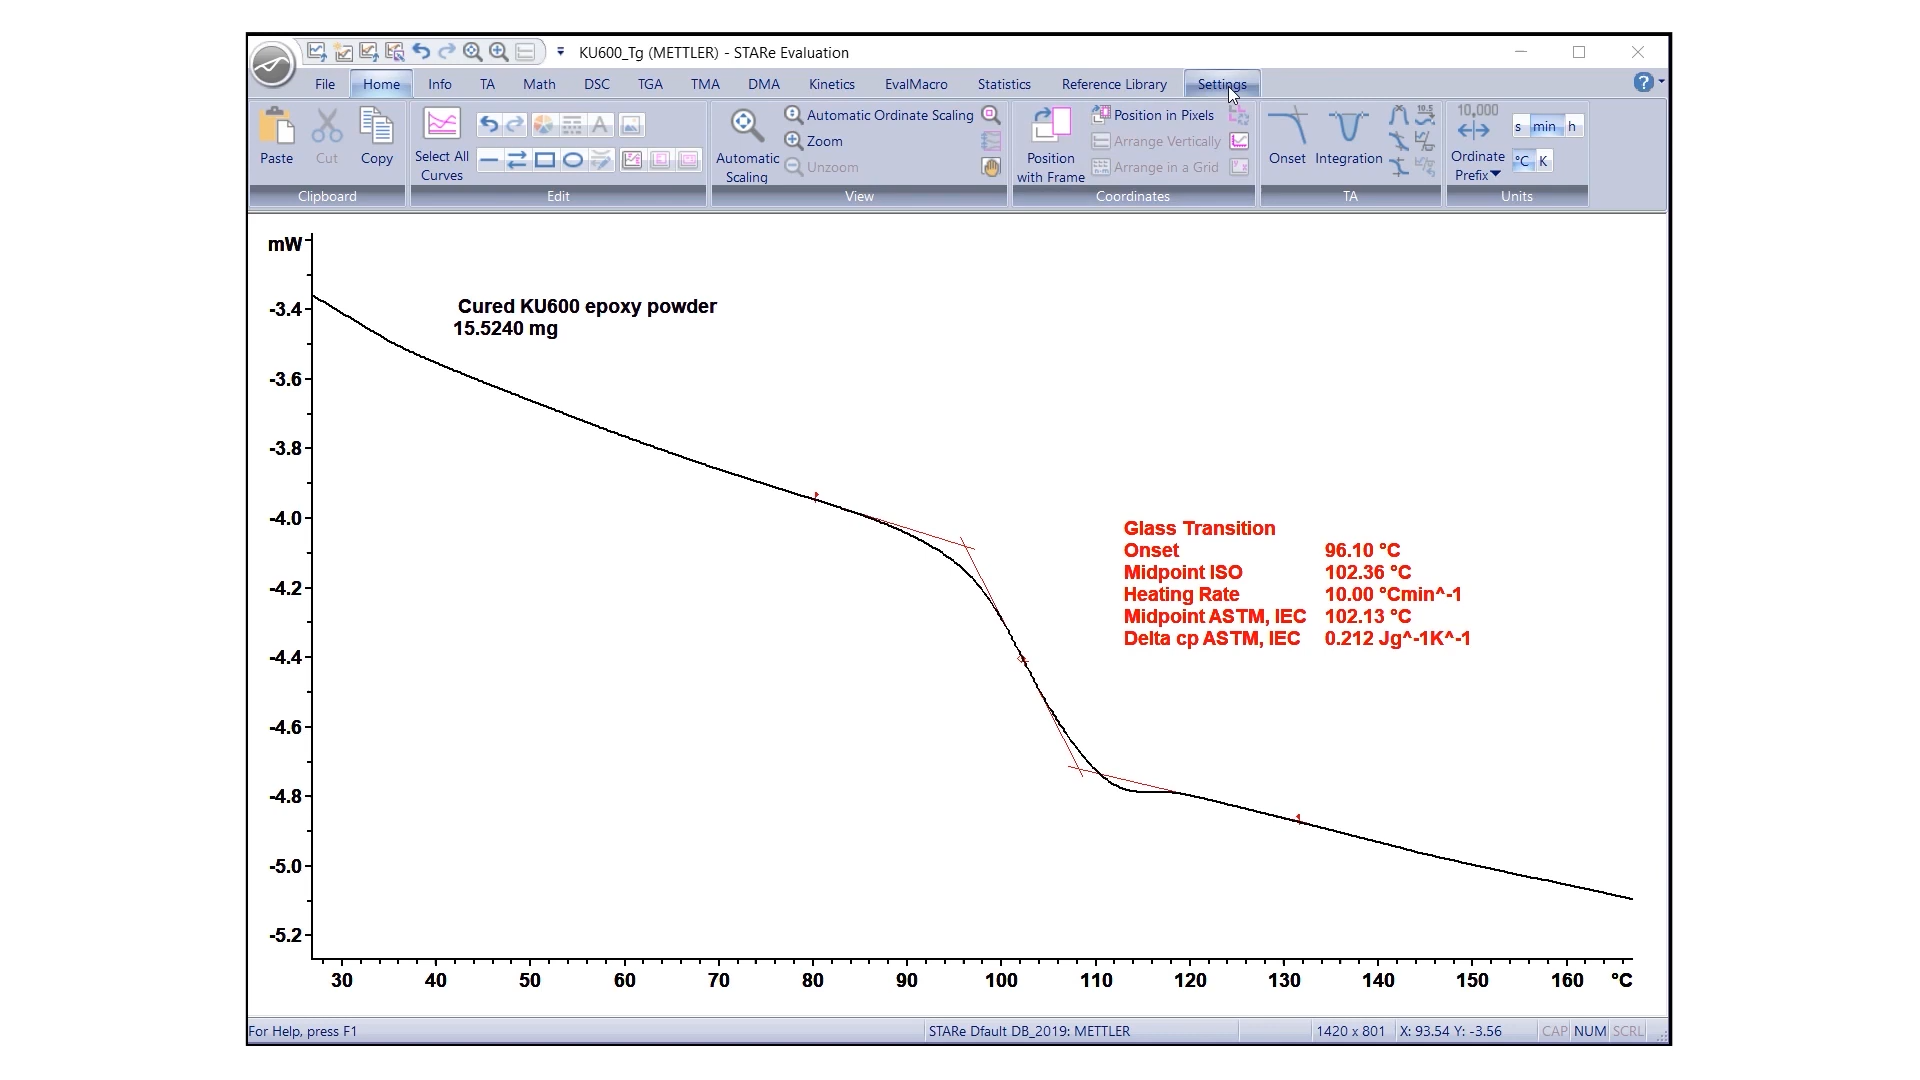 KU600_Tg (METTLER) - STARe Evaluation
File Home Info TA Math DSC TGA TMA DMA Kinetics EvalMacro Statistics Reference Library Settings
Paste Cut Copy
Clipboard
Select All Curves
A
Edit
Automatic Scaling
Automatic Ordinate Scaling
Zoom
Unzoom
View
Position with Frame
Position in Pixels
Arrange Vertically
Arrange in a Grid
Coordinates
Onset Integration
10.5
TA
10,000
Ordinate Prefix
s min h
°C K
Units
mW
-3.4
-3.6
-3.8
-4.0
-4.2
-4.4
-4.6
-4.8
-5.0
-5.2
Cured KU600 epoxy powder
15.5240 mg
Glass Transition
Onset 96.10 °C
Midpoint ISO 102.36 °C
Heating Rate 10.00 °Cmin^-1
Midpoint ASTM, IEC 102.13 °C
Delta cp ASTM, IEC 0.212 Jg^-1K^-1
30 40 50 60 70 80 90 100 110 120 130 140 150 160 °C
For Help, press F1
STARe Dfault DB_2019: METTLER
1420 x 801
X: 93.54 Y: -3.56
CAP NUM SCRL